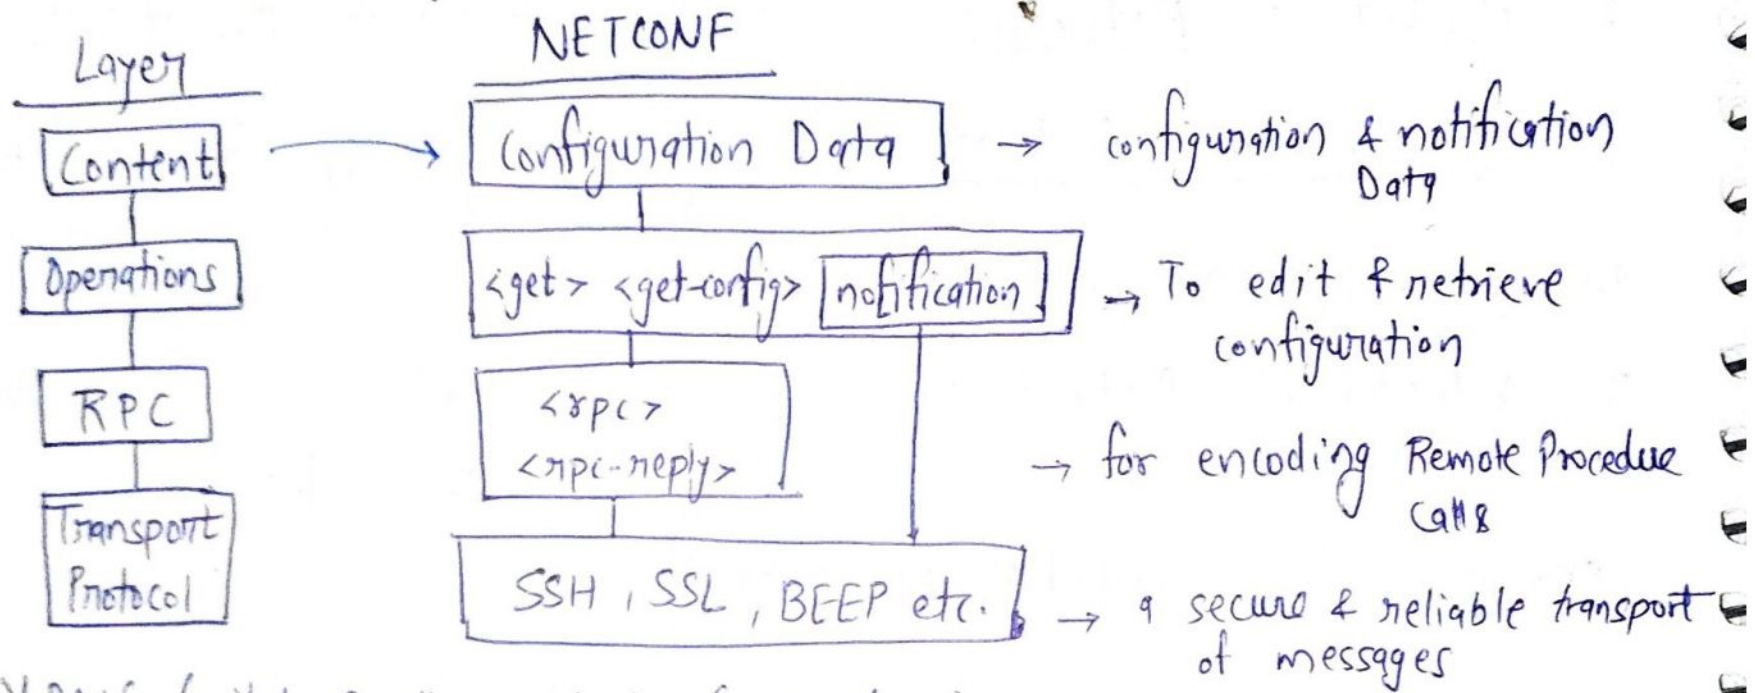 Layer
NETCONF
Content
Configuration Data
→ configuration & notification
Data
Operations
<get> <get-config> notification
→ To edit & retrieve
configuration
RPC
<rpc>
<rpc-reply>
→ for encoding Remote Procedue
Calls
Transport
Protocol
SSH, SSL, BEEP etc.
→ a secure & reliable transport
of messages